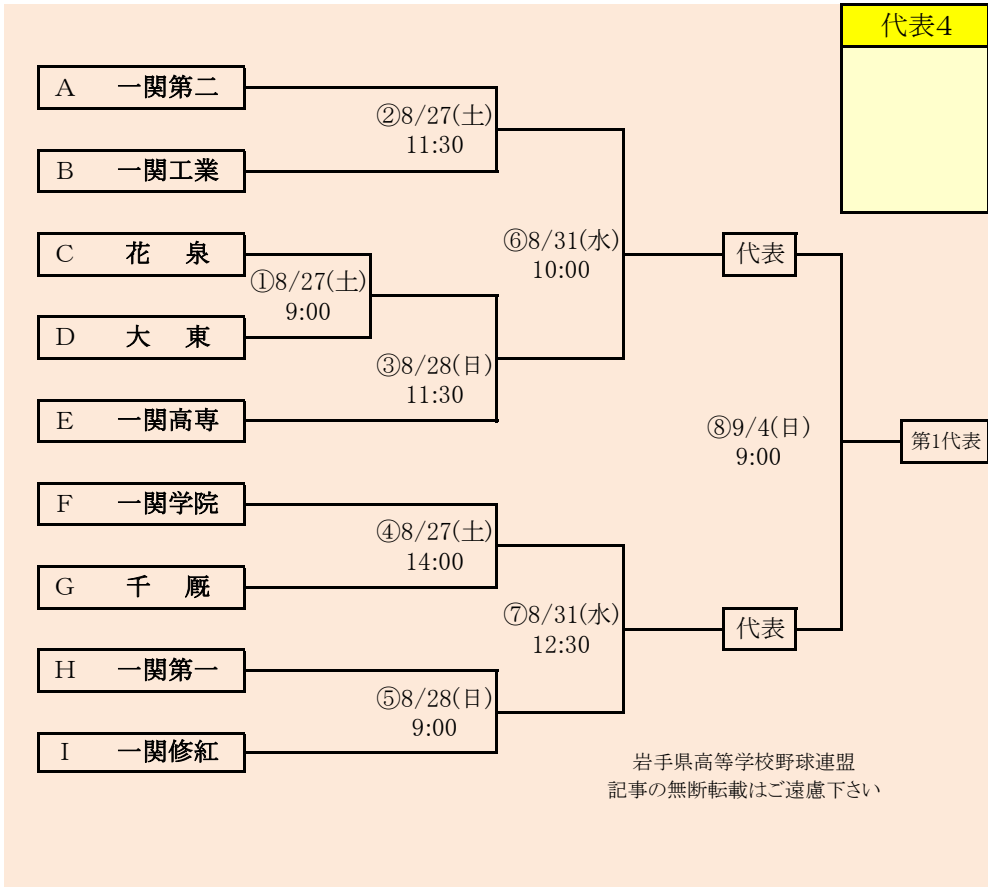 代表4
A 一関第二
②8/27(土)
11:30
B 一関工業
C 花 泉
①8/27(土)
9:00
D 大 東
⑥8/31(水)
10:00
代表
③8/28(日)
11:30
E 一関高専
⑧9/4(日)
9:00
第1代表
F 一関学院
④8/27(土)
14:00
G 千 厩
⑦8/31(水)
12:30
代表
H 一関第一
⑤8/28(日)
9:00
I 一関修紅
岩手県高等学校野球連盟
記事の無断転載はご遠慮下さい